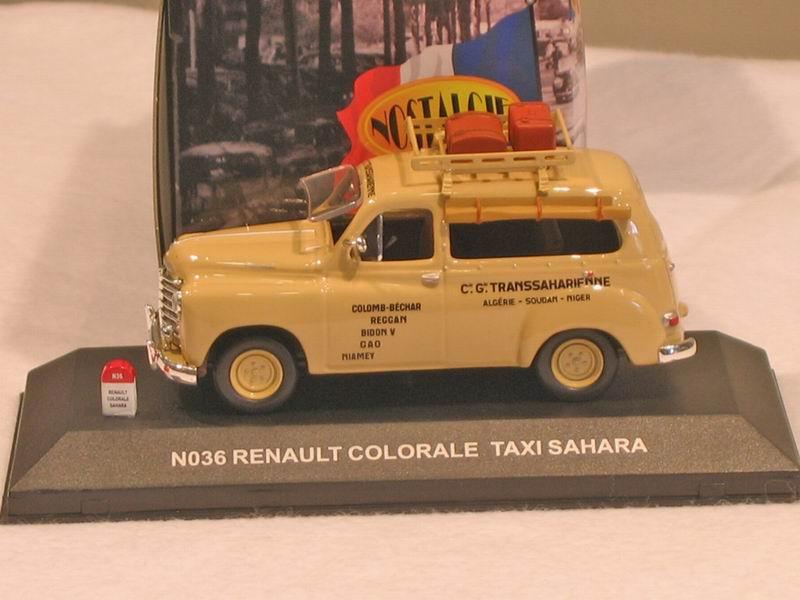 NOSTALGIE
Cie Gle TRANSSAHARIENNE
ALGÉRIE - SOUDAN - NIGER
COLOMB-BÉCHAR
REGGAN
BIDON V
GAO
NIAMEY
N36
RENAULT
COLORALE
SAHARA
N036 RENAULT COLORALE TAXI SAHARA